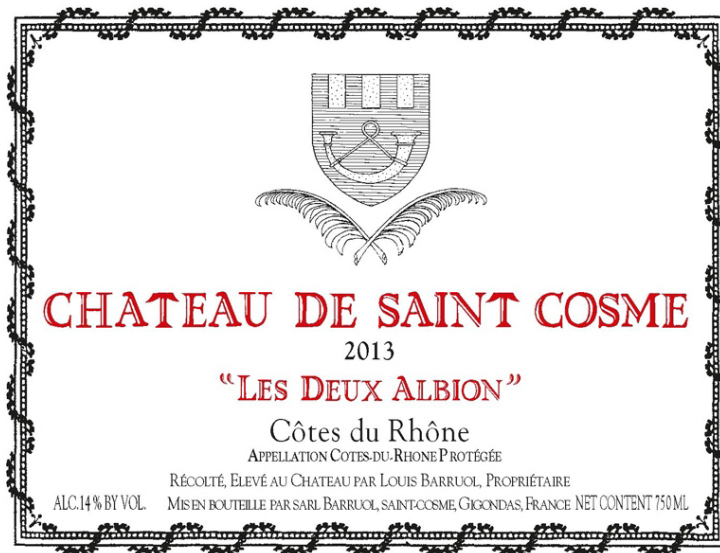 CHATEAU DE SAINT COSME
2013
“LES DEUX ALBION”
Côtes du Rhône
APPELLATION COTES-DU-RHONE PROTÉGÉE
RÉCOLTÉ, ELEVÉ AU CHATEAU PAR LOUIS BARRUOL, PROPRIÉTAIRE
ALC.14 % BY VOL. MIS EN BOUTEILLE PAR SARL BARRUOL, SAINT-COSME, GIGONDAS, FRANCE NET CONTENT 750 ML